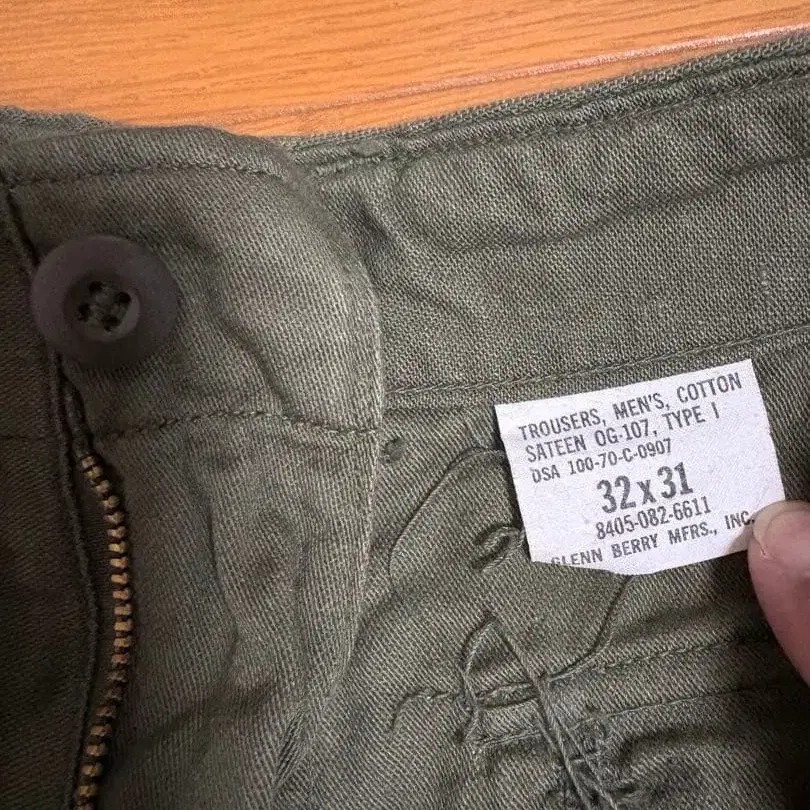 TROUSERS, MEN'S, COTTON
SATEEN OG-107, TYPE I
DSA 100-70-C-0907
32 x 31
8405-082-6611
GLENN BERRY MFRS., INC.